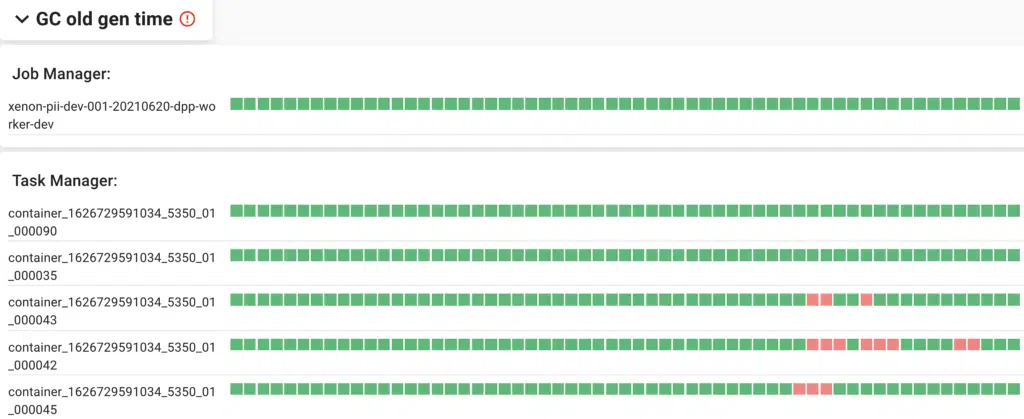 GC old gen time
Job Manager:
xenon-pii-dev-001-20210620-dpp-wo
rker-dev
Task Manager:
container_1626729591034_5350_01
_000090
container_1626729591034_5350_01
_000035
container_1626729591034_5350_01
_000043
container_1626729591034_5350_01
_000042
container_1626729591034_5350_01
_000045